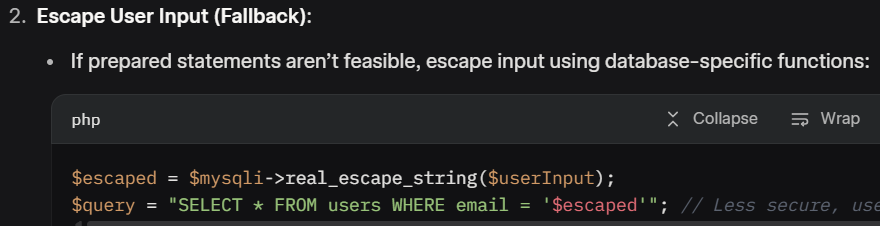 2. Escape User Input (Fallback):
• If prepared statements aren’t feasible, escape input using database-specific functions:
php Collapse Wrap
$escaped = $mysqli->real_escape_string($userInput);
$query = "SELECT * FROM users WHERE email = '$escaped'"; // Less secure, use